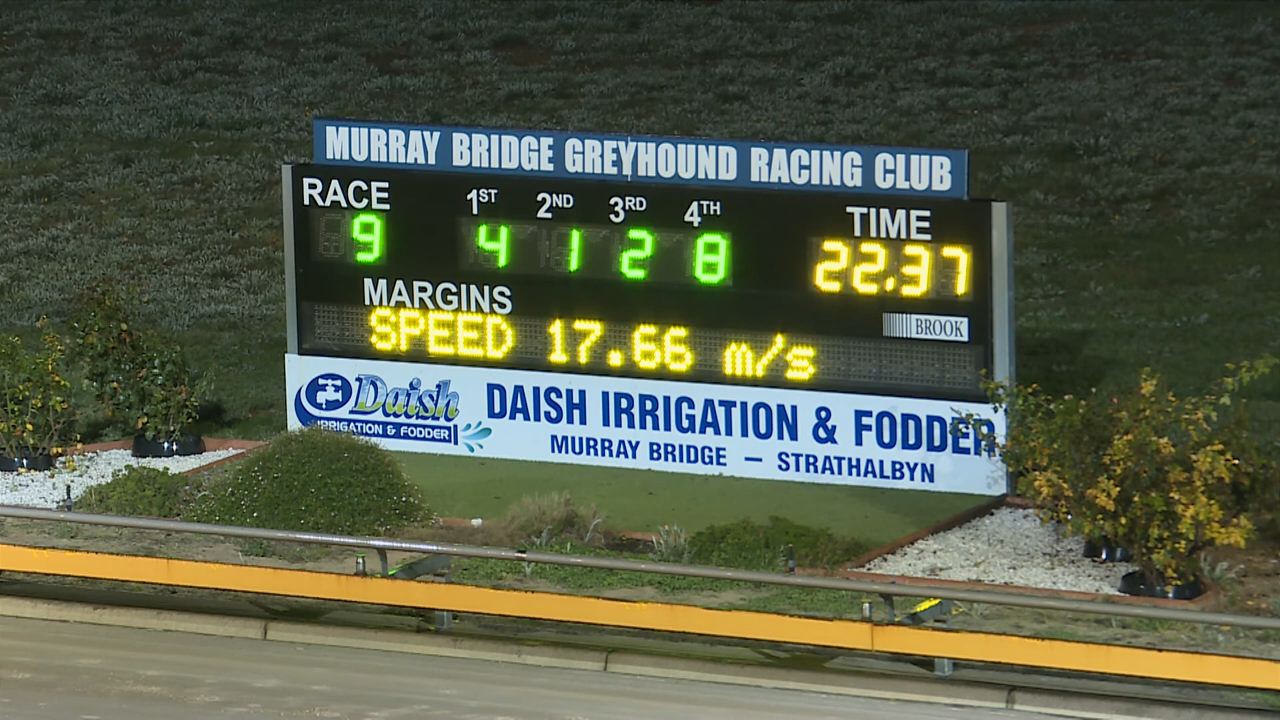 MURRAY BRIDGE GREYHOUND RACING CLUB
RACE 1ST 2ND 3RD 4TH TIME
9 4 1 2 8 22.37
MARGINS
BROOK
SPEED 17.66 m/s
Daish
IRRIGATION & FODDER
DAISH IRRIGATION & FODDER
MURRAY BRIDGE – STRATHALBYN